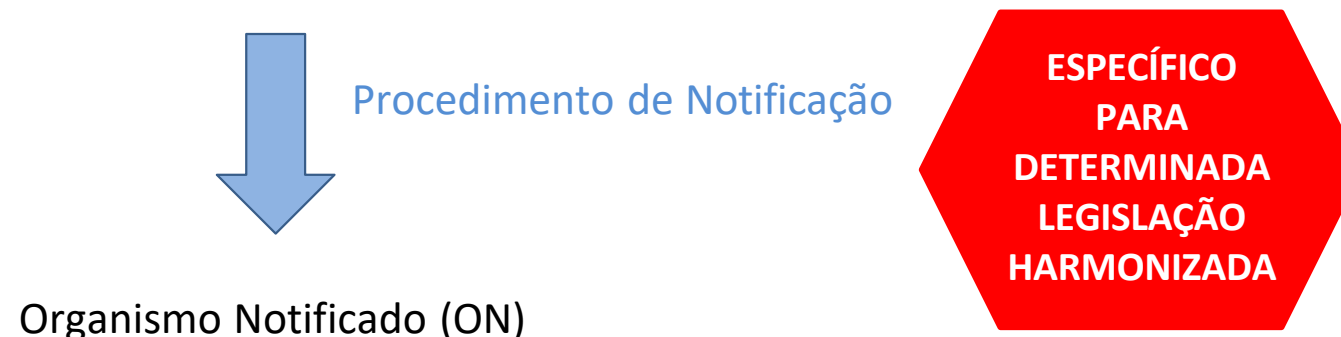 Procedimento de Notificação
ESPECÍFICO
PARA
DETERMINADA
LEGISLAÇÃO
HARMONIZADA
Organismo Notificado (ON)